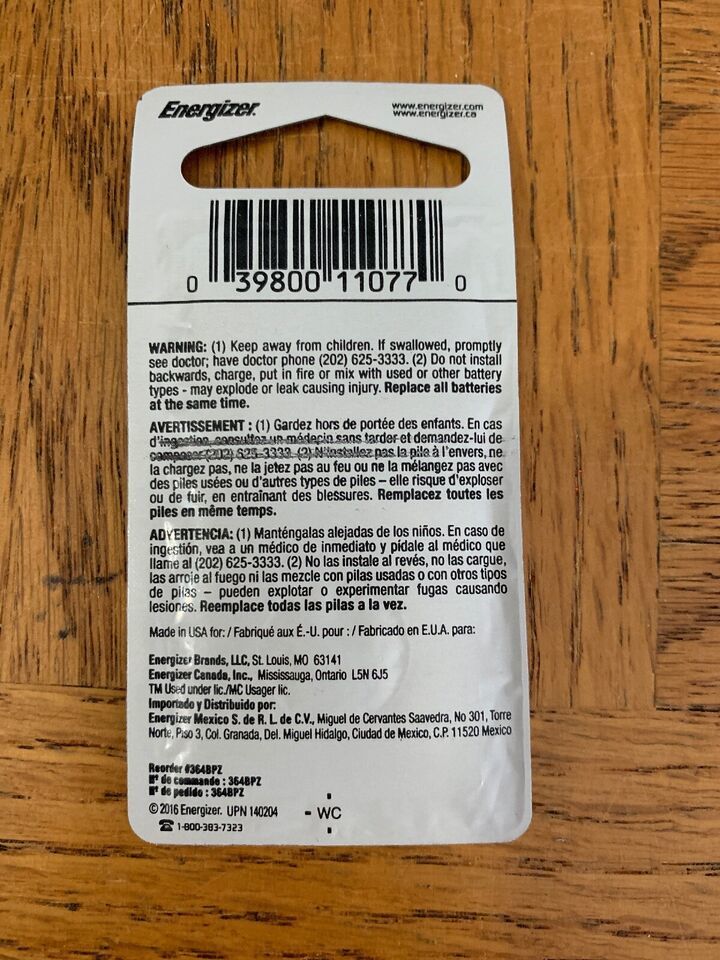 Energizer.
www.energizer.com
www.energizer.ca
0 39800 11077 0
WARNING: (1) Keep away from children. If swallowed, promptly
see doctor; have doctor phone (202) 625-3333. (2) Do not install
backwards, charge, put in fire or mix with used or other battery
types - may explode or leak causing injury. Replace all batteries
at the same time.
AVERTISSEMENT : (1) Gardez hors de portée des enfants. En cas
d'ingestion, consultez un médecin sans tarder et demandez-lui de
composer (202) 625-3333. (2) N'installez pas la pile à l'envers, ne
la chargez pas, ne la jetez pas au feu ou ne la mélangez pas avec
des piles usées ou d'autres types de piles – elle risque d'exploser
ou de fuir, en entraînant des blessures. Remplacez toutes les
piles en même temps.
ADVERTENCIA: (1) Manténgalas alejadas de los niños. En caso de
ingestión, vea a un médico de inmediato y pídale al médico que
llame al (202) 625-3333. (2) No las instale al revés, no las cargue,
las arroje al fuego ni las mezcle con pilas usadas o con otros tipos
de pilas – pueden explotar o experimentar fugas causando
lesiones. Reemplace todas las pilas a la vez.
Made in USA for: / Fabriqué aux É.-U. pour : / Fabricado en E.U.A. para:
Energizer Brands, LLC, St. Louis, MO 63141
Energizer Canada, Inc., Mississauga, Ontario L5N 6J5
TM Used under lic./MC Usager lic.
Importado y Distribuido por:
Energizer Mexico S. de R. L. de C.V., Miguel de Cervantes Saavedra, No 301, Torre
Norte, Piso 3, Col. Granada, Del. Miguel Hidalgo, Ciudad de Mexico, C.P. 11520 Mexico
Reorder #364BPZ
Nº de commande : 364BPZ
Nº de pedido : 364BPZ
© 2016 Energizer. UPN 140204
- WC
☎ 1-800-383-7323